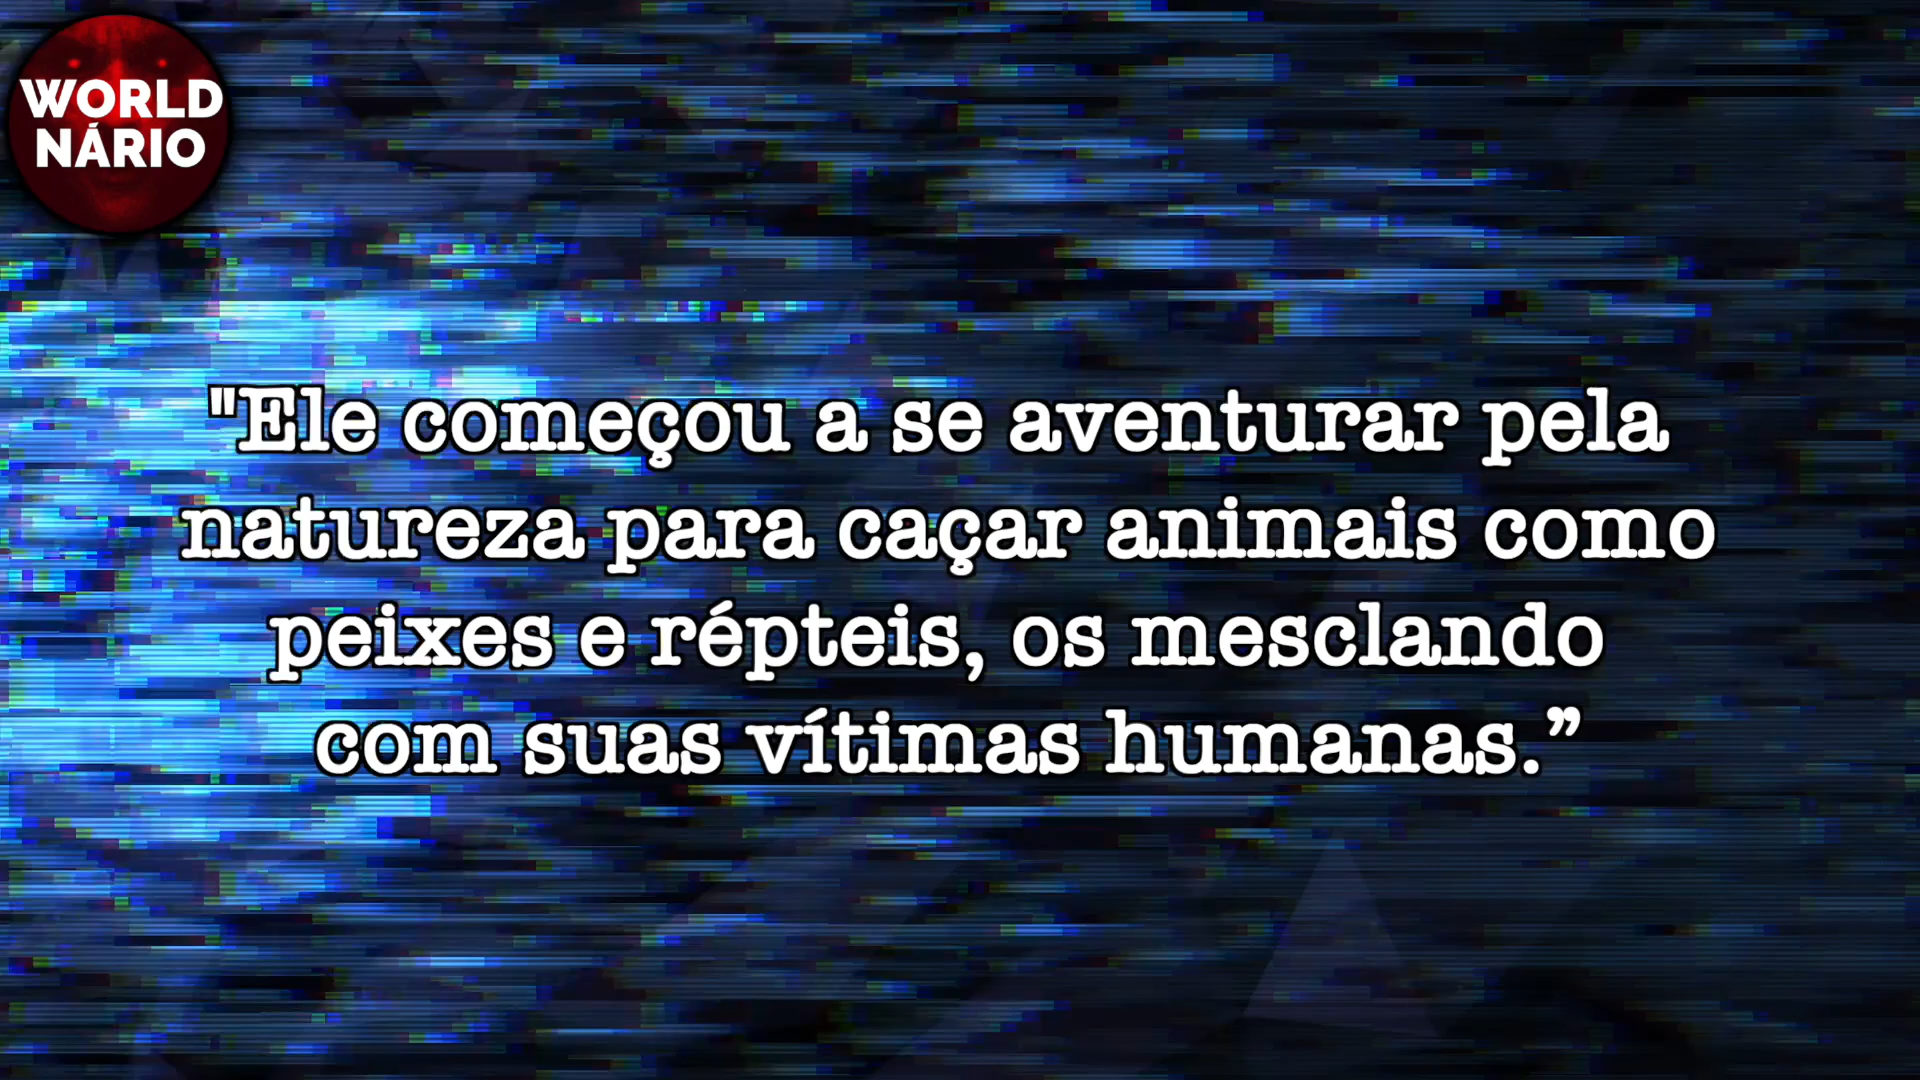 WORLD
NÁRIO
"Ele começou a se aventurar pela
natureza para caçar animais como
peixes e répteis, os mesclando
com suas vítimas humanas.”